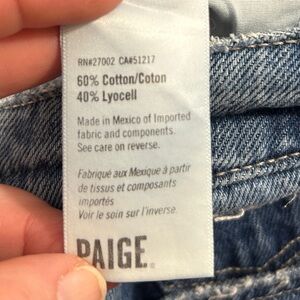 RN#27002 CA#51217
60% Cotton/Coton
40% Lyocell
Made in Mexico of Imported
fabric and components.
See care on reverse.
Fabriqué aux Mexique à partir
de tissus et composants
importés
Voir le soin sur l'inverse.
PAIGE